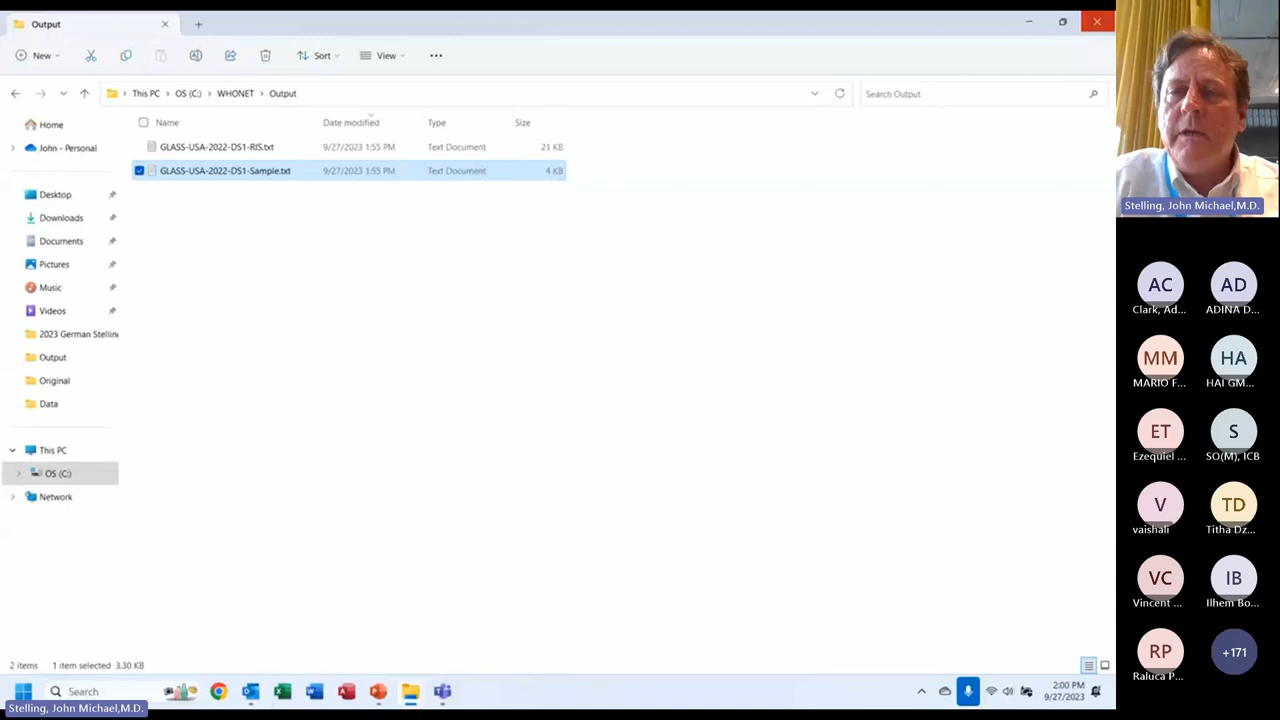 Output
New
Sort
View
This PC
OS (C:)
WHONET
Output
Search Output
Name
Date modified
Type
Size
GLASS-USA-2022-DS1-RIS.txt
9/27/2023 1:55 PM
Text Document
21 KB
GLASS-USA-2022-DS1-Sample.txt
9/27/2023 1:55 PM
Text Document
4 KB
Home
John - Personal
Desktop
Downloads
Documents
Pictures
Music
Videos
2023 German Stelling
Output
Original
Data
This PC
OS (C:)
Network
2 items
1 item selected 3.30 KB
Search
2:00 PM
9/27/2023
Stelling, John Michael,M.D.
Stelling, John Michael,M.D.
AC
AD
Clark, Ad...
ADINA D...
MM
HA
MARIO F...
HAI GM...
ET
S
Ezequiel ...
SO(M), ICB
V
TD
vaishali
Titha Dz...
VC
IB
Vincent ...
Ilhem Bo...
RP
+171
Raluca P...